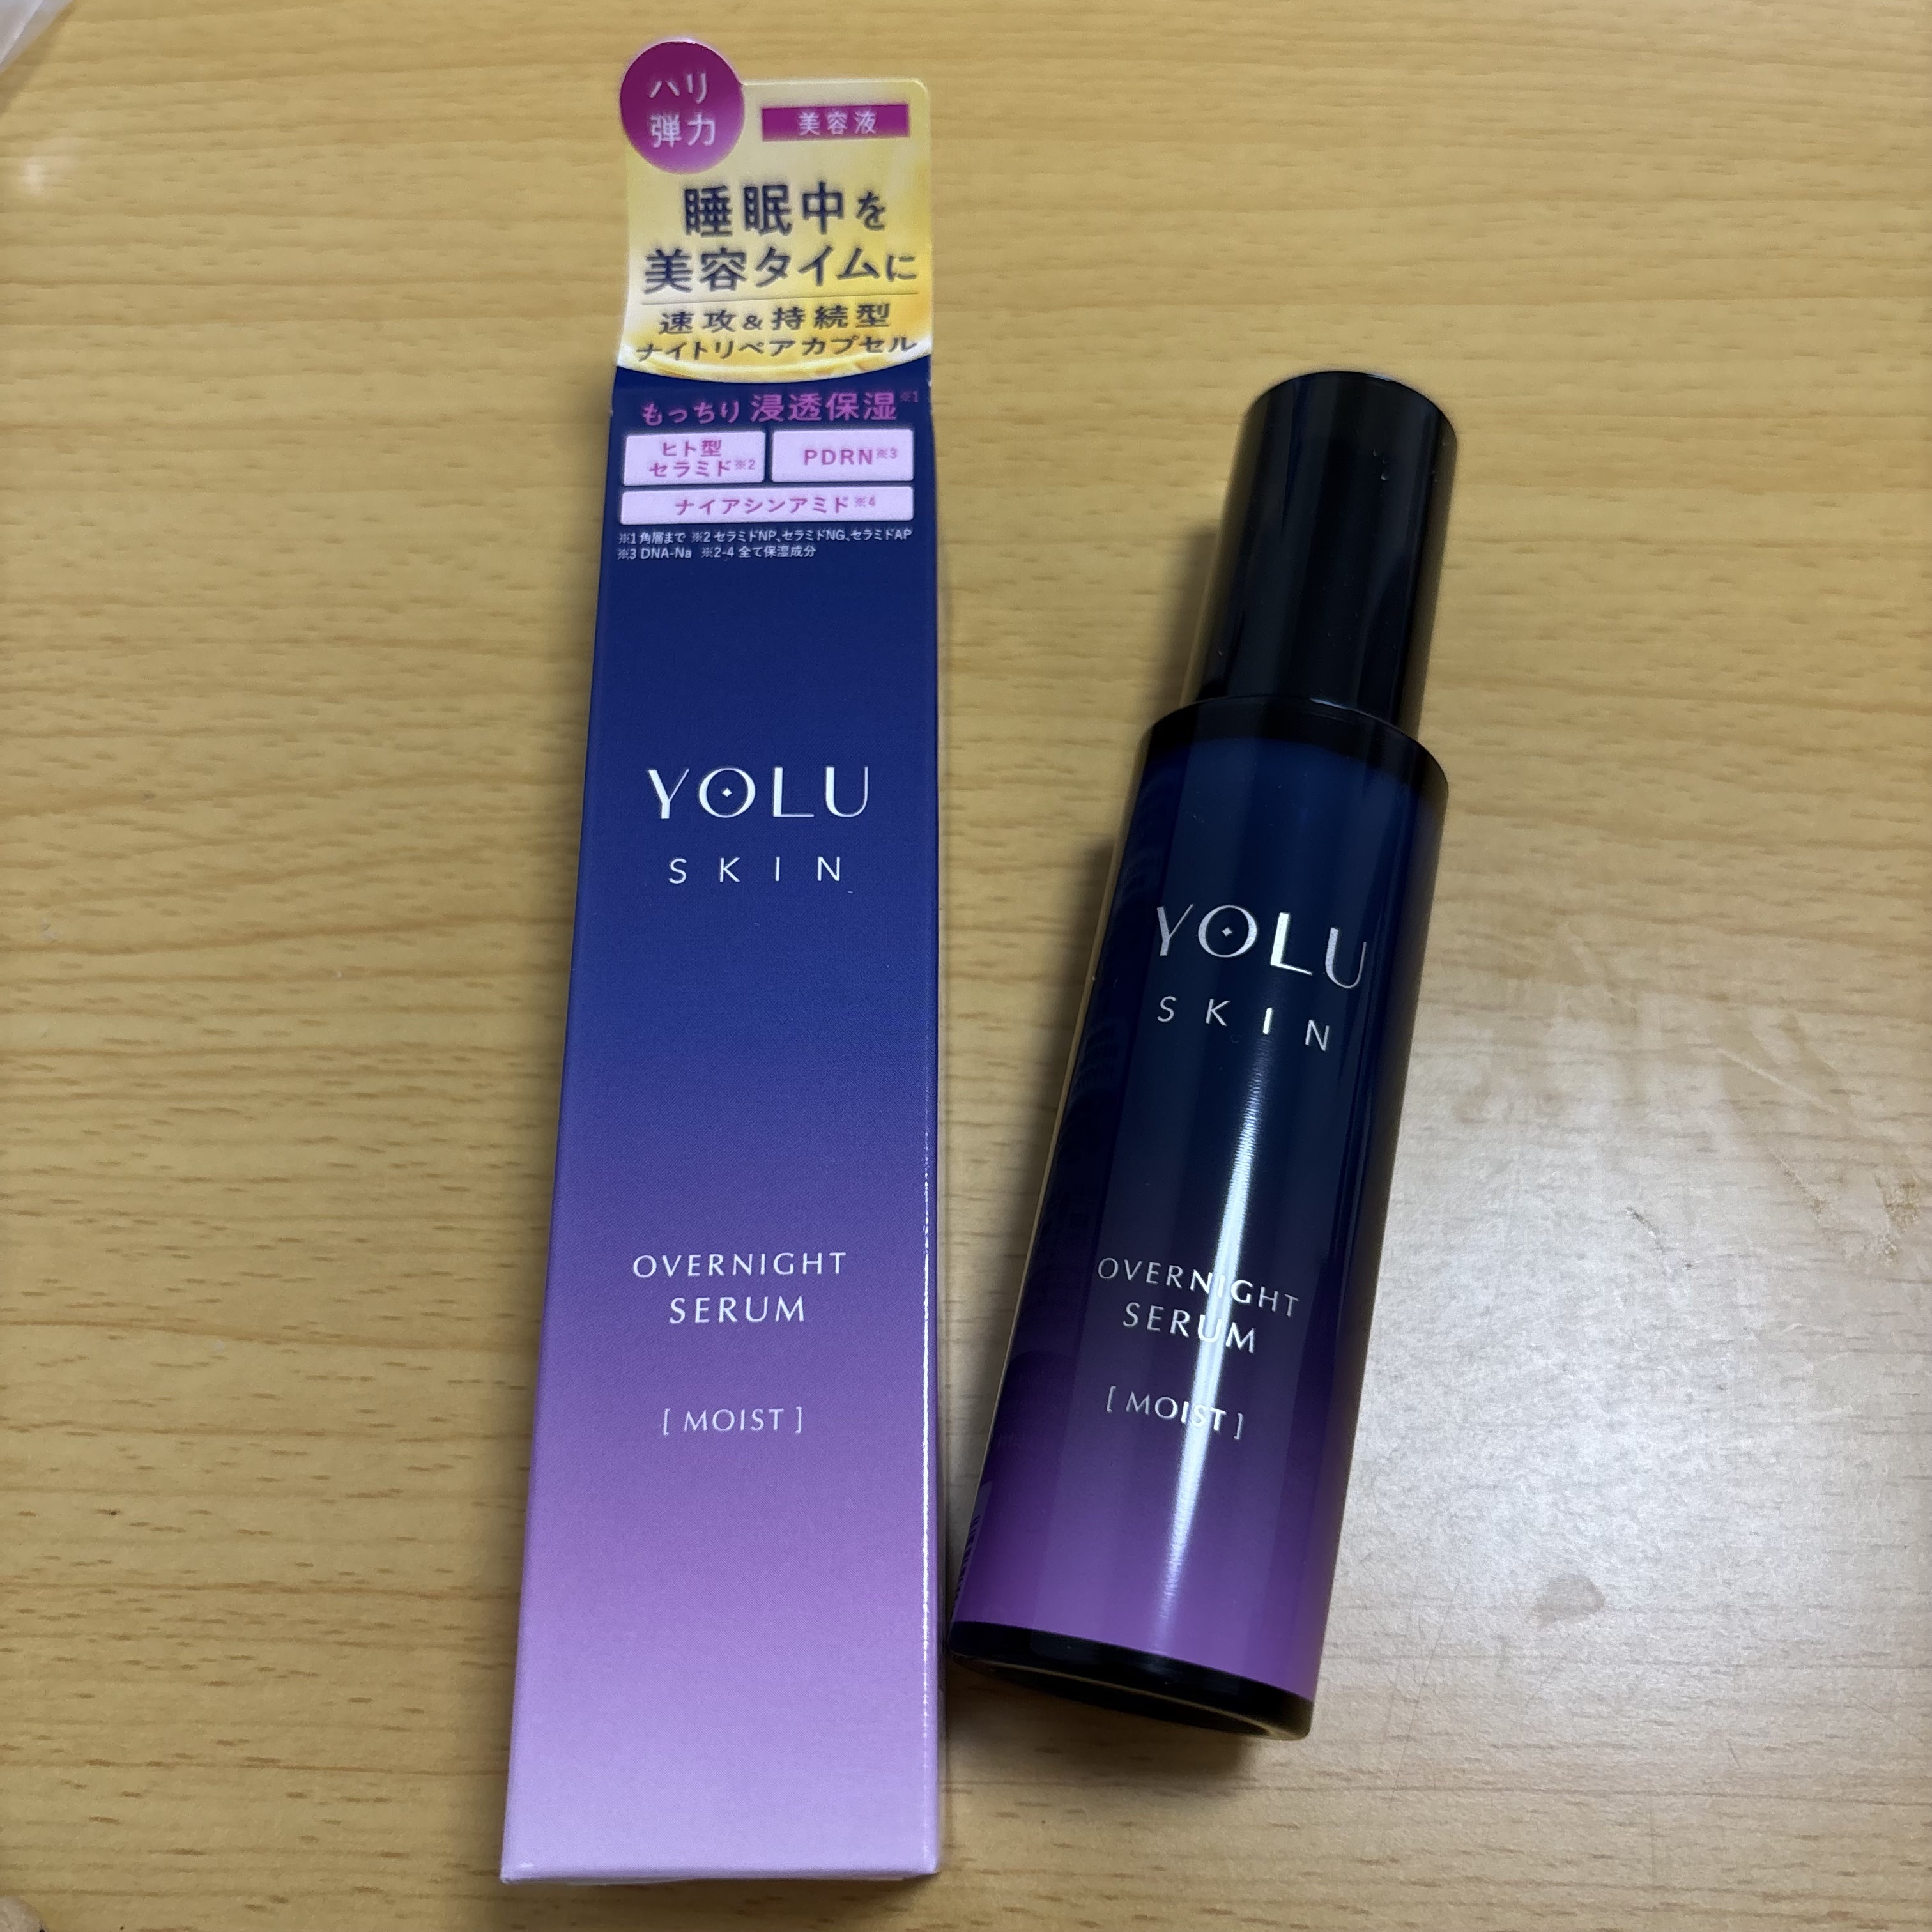 ハリ
弾力
美容液
睡眠中を
美容タイムに
速攻&持続型
ナイトリペアカプセル
もっちり浸透保湿※1
ヒト型
セラミド※2
PDRN※3
ナイアシンアミド※4
※1 角層まで ※2 セラミドNP、セラミドNG、セラミドAP
※3 DNA-Na ※2-4 全て保湿成分
YOLU
SKIN
OVERNIGHT
SERUM
[ MOIST ]
YOLU
SKIN
OVERNIGHT
SERUM
[ MOIST ]